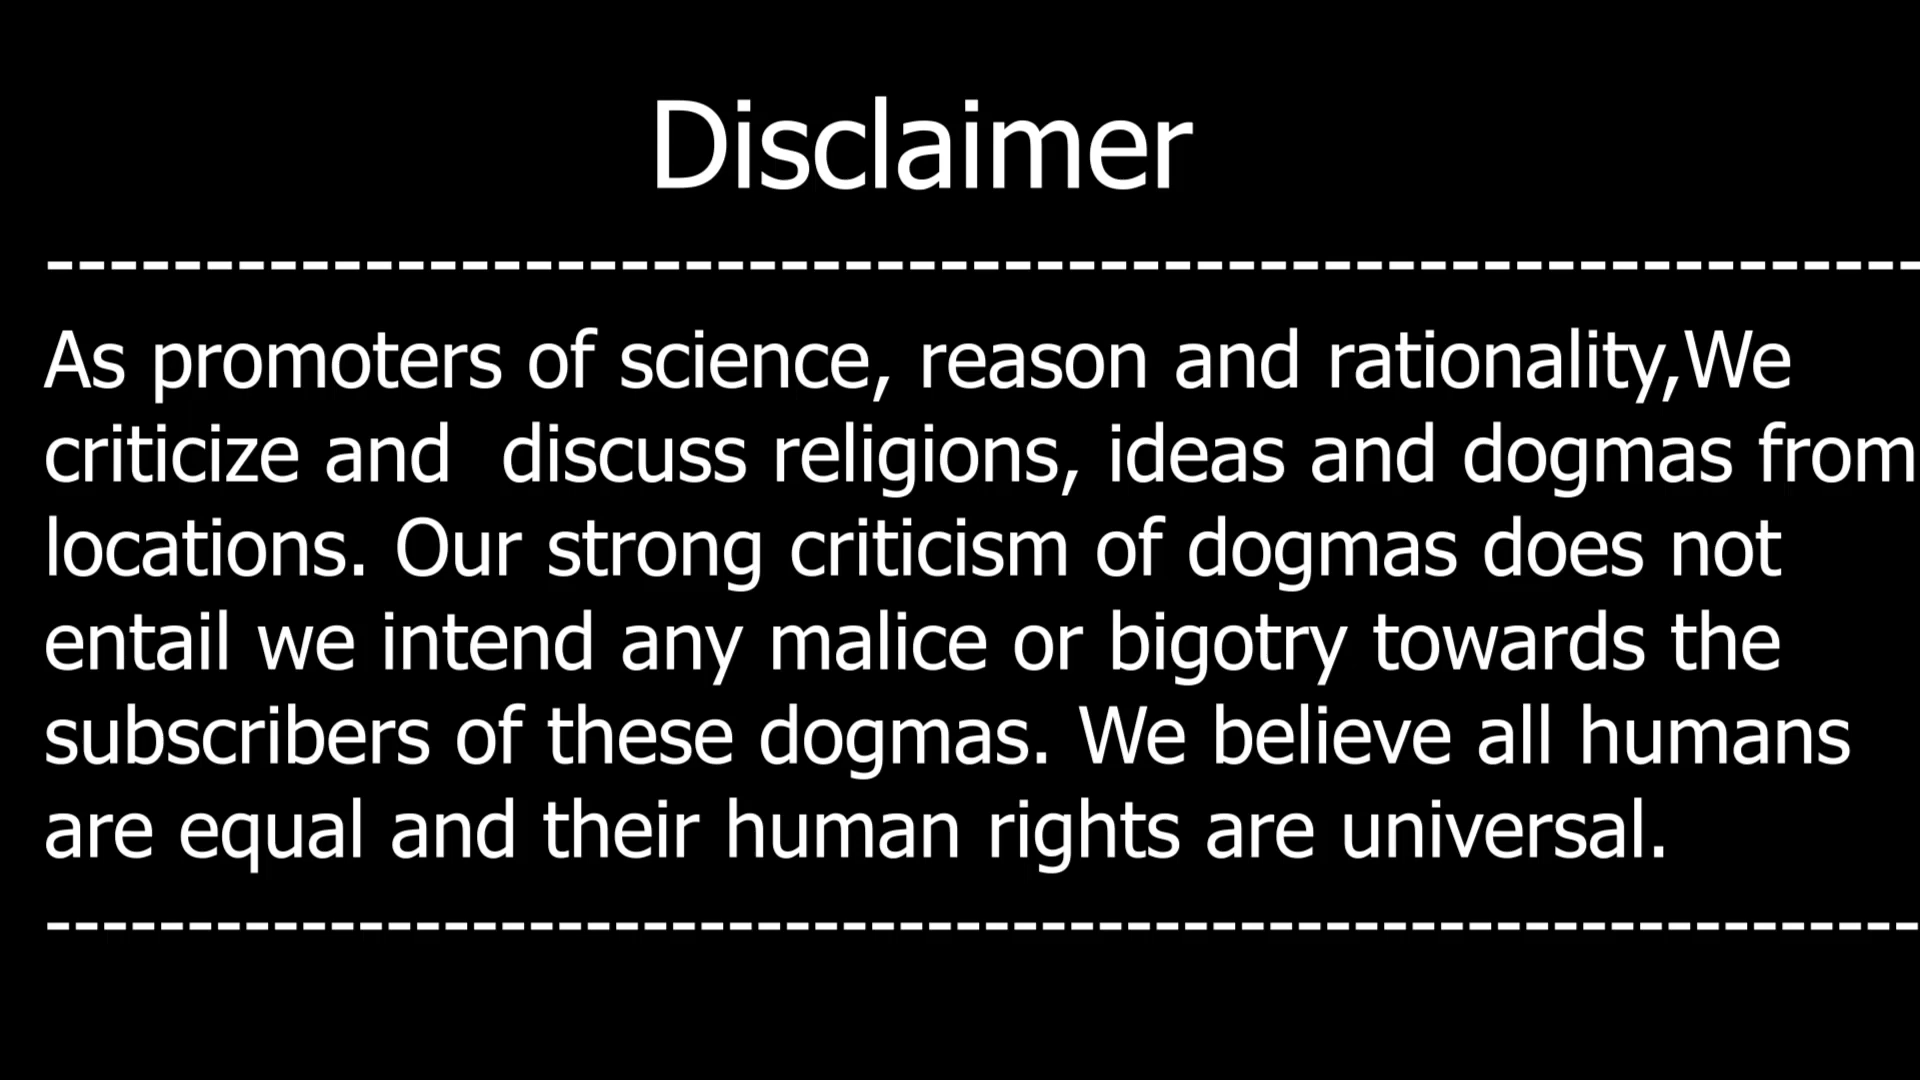 Disclaimer
----------------------------------------------------------
As promoters of science, reason and rationality,We
criticize and  discuss religions, ideas and dogmas from
locations. Our strong criticism of dogmas does not
entail we intend any malice or bigotry towards the
subscribers of these dogmas. We believe all humans
are equal and their human rights are universal.
------------------------------------------------------------------